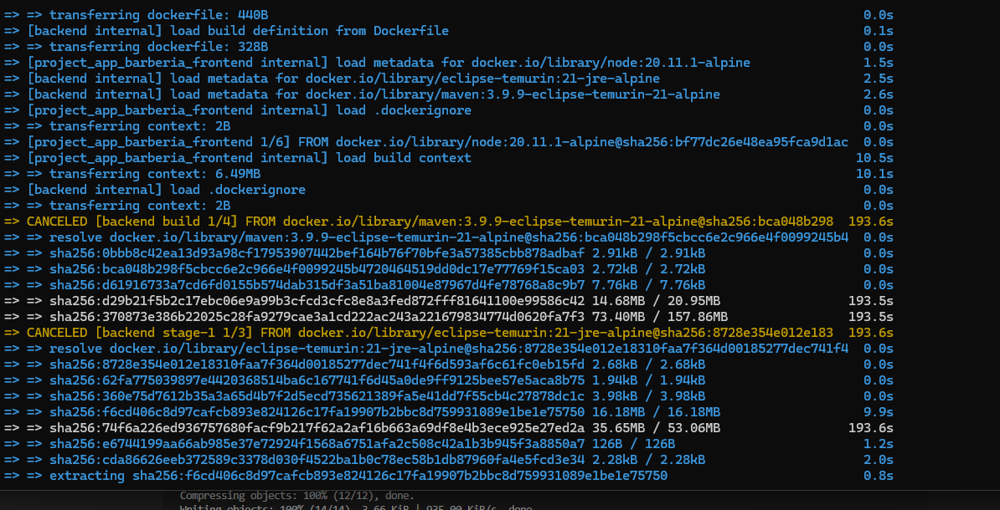 => => transferring dockerfile: 440B 0.0s
=> [backend internal] load build definition from Dockerfile 0.1s
=> => transferring dockerfile: 328B 0.0s
=> [project_app_barberia_frontend internal] load metadata for docker.io/library/node:20.11.1-alpine 1.5s
=> [backend internal] load metadata for docker.io/library/eclipse-temurin:21-jre-alpine 2.5s
=> [backend internal] load metadata for docker.io/library/maven:3.9.9-eclipse-temurin-21-alpine 2.6s
=> [project_app_barberia_frontend internal] load .dockerignore 0.0s
=> => transferring context: 2B 0.0s
=> [project_app_barberia_frontend 1/6] FROM docker.io/library/node:20.11.1-alpine@sha256:bf77dc26e48ea95fca9d1ac 0.0s
=> [project_app_barberia_frontend internal] load build context 10.5s
=> => transferring context: 6.49MB 10.1s
=> [backend internal] load .dockerignore 0.0s
=> => transferring context: 2B 0.0s
=> CANCELED [backend build 1/4] FROM docker.io/library/maven:3.9.9-eclipse-temurin-21-alpine@sha256:bca048b298 193.6s
=> => resolve docker.io/library/maven:3.9.9-eclipse-temurin-21-alpine@sha256:bca048b298f5cbcc6e2c966e4f0099245b4 0.0s
=> => sha256:0bbb8c42ea13d93a98cf17953907442bef164b76f70bfe3a57385cbb878adbaf 2.91kB / 2.91kB 0.0s
=> => sha256:bca048b298f5cbcc6e2c966e4f0099245b4720464519dd0dc17e77769f15ca03 2.72kB / 2.72kB 0.0s
=> => sha256:d61916733a7cd6fd0155b574dab315df3a51ba81004e87967d4fe78768a8c9b7 7.76kB / 7.76kB 0.0s
=> => sha256:d29b21f5b2c17ebc06e9a99b3cfcd3cfc8e8a3fed872fff81641100e99586c42 14.68MB / 20.95MB 193.5s
=> => sha256:370873e386b22025c28fa9279cae3a1cd222ac243a221679834774d0620fa7f3 73.40MB / 157.86MB 193.5s
=> CANCELED [backend stage-1 1/3] FROM docker.io/library/eclipse-temurin:21-jre-alpine@sha256:8728e354e012e183 193.6s
=> => resolve docker.io/library/eclipse-temurin:21-jre-alpine@sha256:8728e354e012e18310faa7f364d00185277dec741f4 0.0s
=> => sha256:8728e354e012e18310faa7f364d00185277dec741f4f6d593af6c61fc0eb15fd 2.68kB / 2.68kB 0.0s
=> => sha256:62fa775039897e4420368514ba6c167741f6d45a0de9ff9125bee57e5aca8b75 1.94kB / 1.94kB 0.0s
=> => sha256:360e75d7612b35a3a65d4b7f2d5ecd735621389fa5e41dd7f55cb4c27878dc1c 3.98kB / 3.98kB 0.0s
=> => sha256:f6cd406c8d97cafcb893e824126c17fa19907b2bbc8d759931089e1be1e75750 16.18MB / 16.18MB 9.9s
=> => sha256:74f6a226ed936757680facf9b217f62a2af16b663a69df8e4b3ece925e27ed2a 35.65MB / 53.06MB 193.6s
=> => sha256:e6744199aa66ab985e37e72924f1568a6751afa2c508c42a1b3b945f3a8850a7 126B / 126B 1.2s
=> => sha256:cda86626eeb372589c3378d030f4522ba1b0c78ec58b1db87960fa4e5fcd3e34 2.28kB / 2.28kB 2.0s
=> => extracting sha256:f6cd406c8d97cafcb893e824126c17fa19907b2bbc8d759931089e1be1e75750 0.8s
Compressing objects: 100% (12/12), done.
Writing objects: 100% (14/14), 3.66 KiB | 935.00 KiB/s, done.